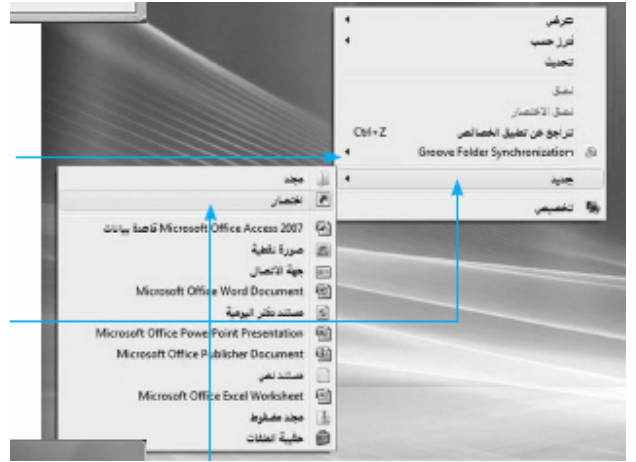 عرض
فرز حسب
تحديث
لصق
لصق الاختصار
تراجع عن تطبيق الخصائص Ctrl+Z
Groove Folder Synchronization
جديد
تخصيص
مجلد
اختصار
قاعدة بيانات Microsoft Office Access 2007
صورة نقطية
جهة الاتصال
Microsoft Office Word Document
مستند دفتر اليومية
Microsoft Office PowerPoint Presentation
Microsoft Office Publisher Document
مستند نصي
Microsoft Office Excel Worksheet
مجلد مضغوط
حقيبة الملفات